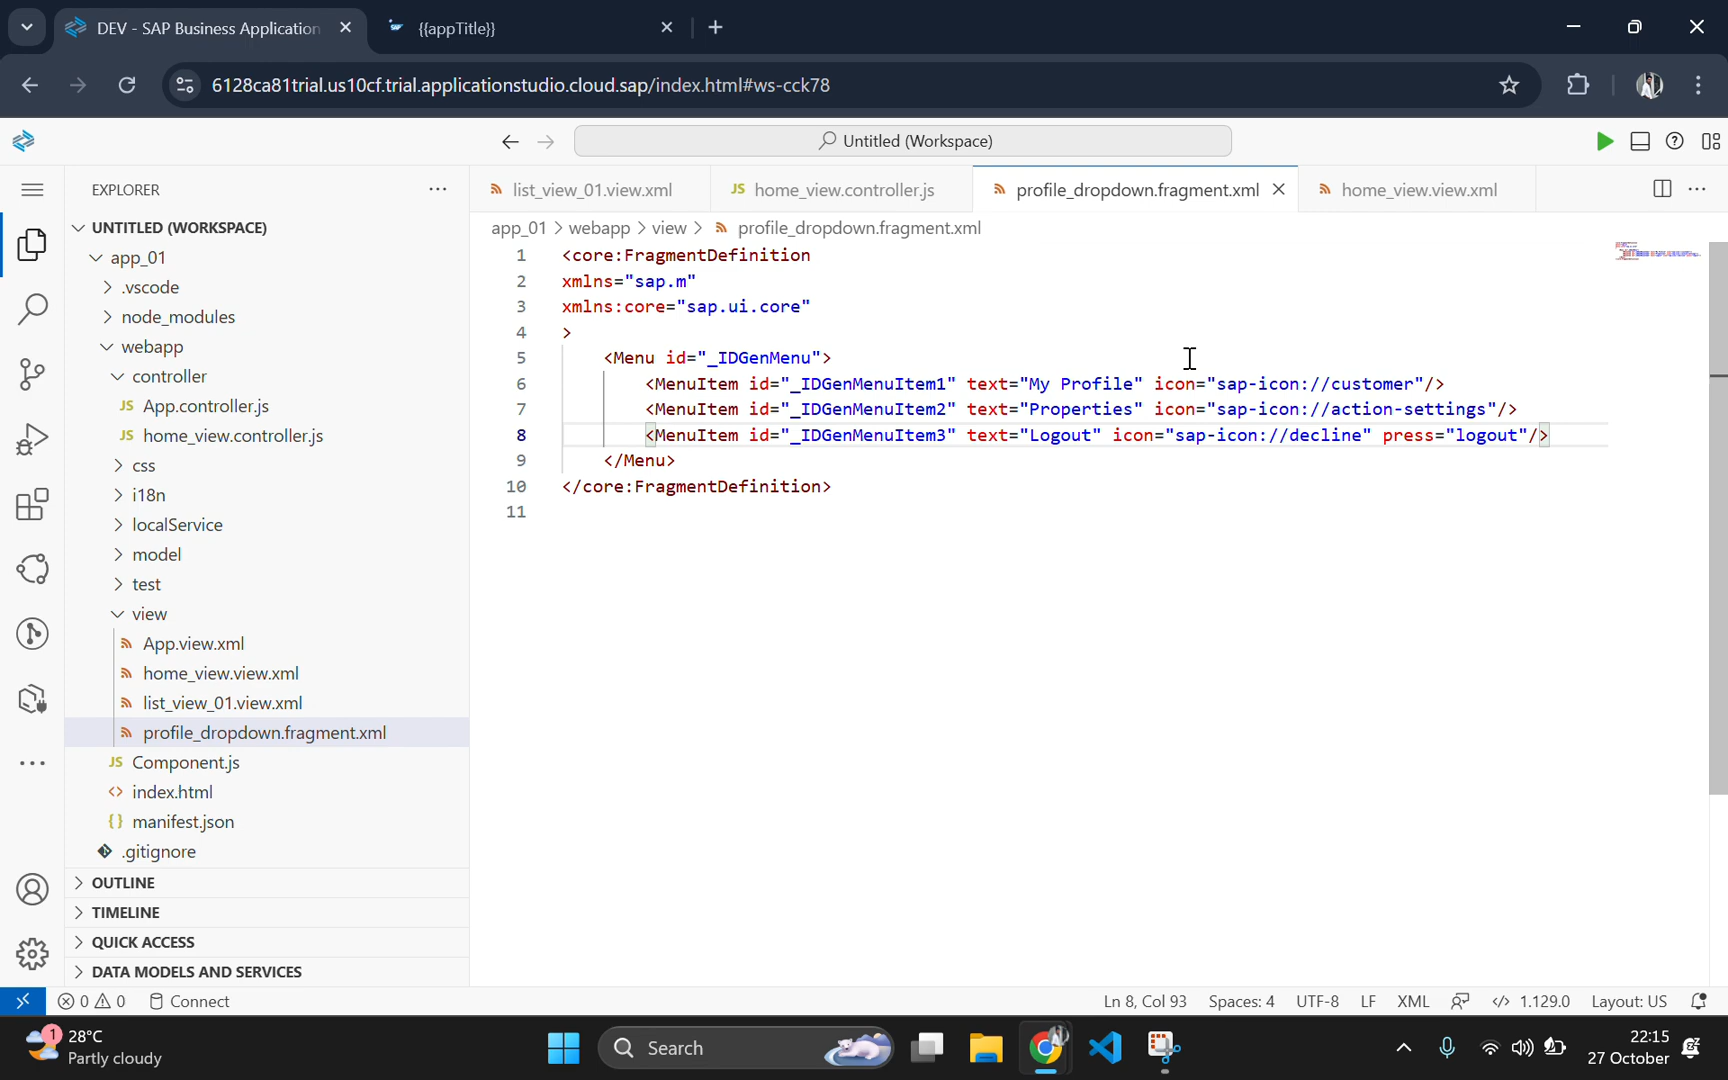 DEV - SAP Business Application
{{appTitle}}
6128ca81trial.us10cf.trial.applicationstudio.cloud.sap/index.html#ws-cck78
Untitled (Workspace)
EXPLORER
list_view_01.view.xml
JS home_view.controller.js
profile_dropdown.fragment.xml
home_view.view.xml
UNTITLED (WORKSPACE)
app_01
.vscode
node_modules
webapp
controller
JS App.controller.js
JS home_view.controller.js
css
i18n
localService
model
test
view
App.view.xml
home_view.view.xml
list_view_01.view.xml
profile_dropdown.fragment.xml
JS Component.js
<> index.html
{} manifest.json
.gitignore
OUTLINE
TIMELINE
QUICK ACCESS
DATA MODELS AND SERVICES
app_01 > webapp > view > profile_dropdown.fragment.xml
1 <core:FragmentDefinition
2 xmlns="sap.m"
3 xmlns:core="sap.ui.core"
4 >
5 <Menu id="_IDGenMenu">
6 <MenuItem id="_IDGenMenuItem1" text="My Profile" icon="sap-icon://customer"/>
7 <MenuItem id="_IDGenMenuItem2" text="Properties" icon="sap-icon://action-settings"/>
8 <MenuItem id="_IDGenMenuItem3" text="Logout" icon="sap-icon://decline" press="logout"/>
9 </Menu>
10 </core:FragmentDefinition>
11
0 0 Connect
Ln 8, Col 93 Spaces: 4 UTF-8 LF XML </> 1.129.0 Layout: US
1 28°C
Partly cloudy
Search
22:15
27 October